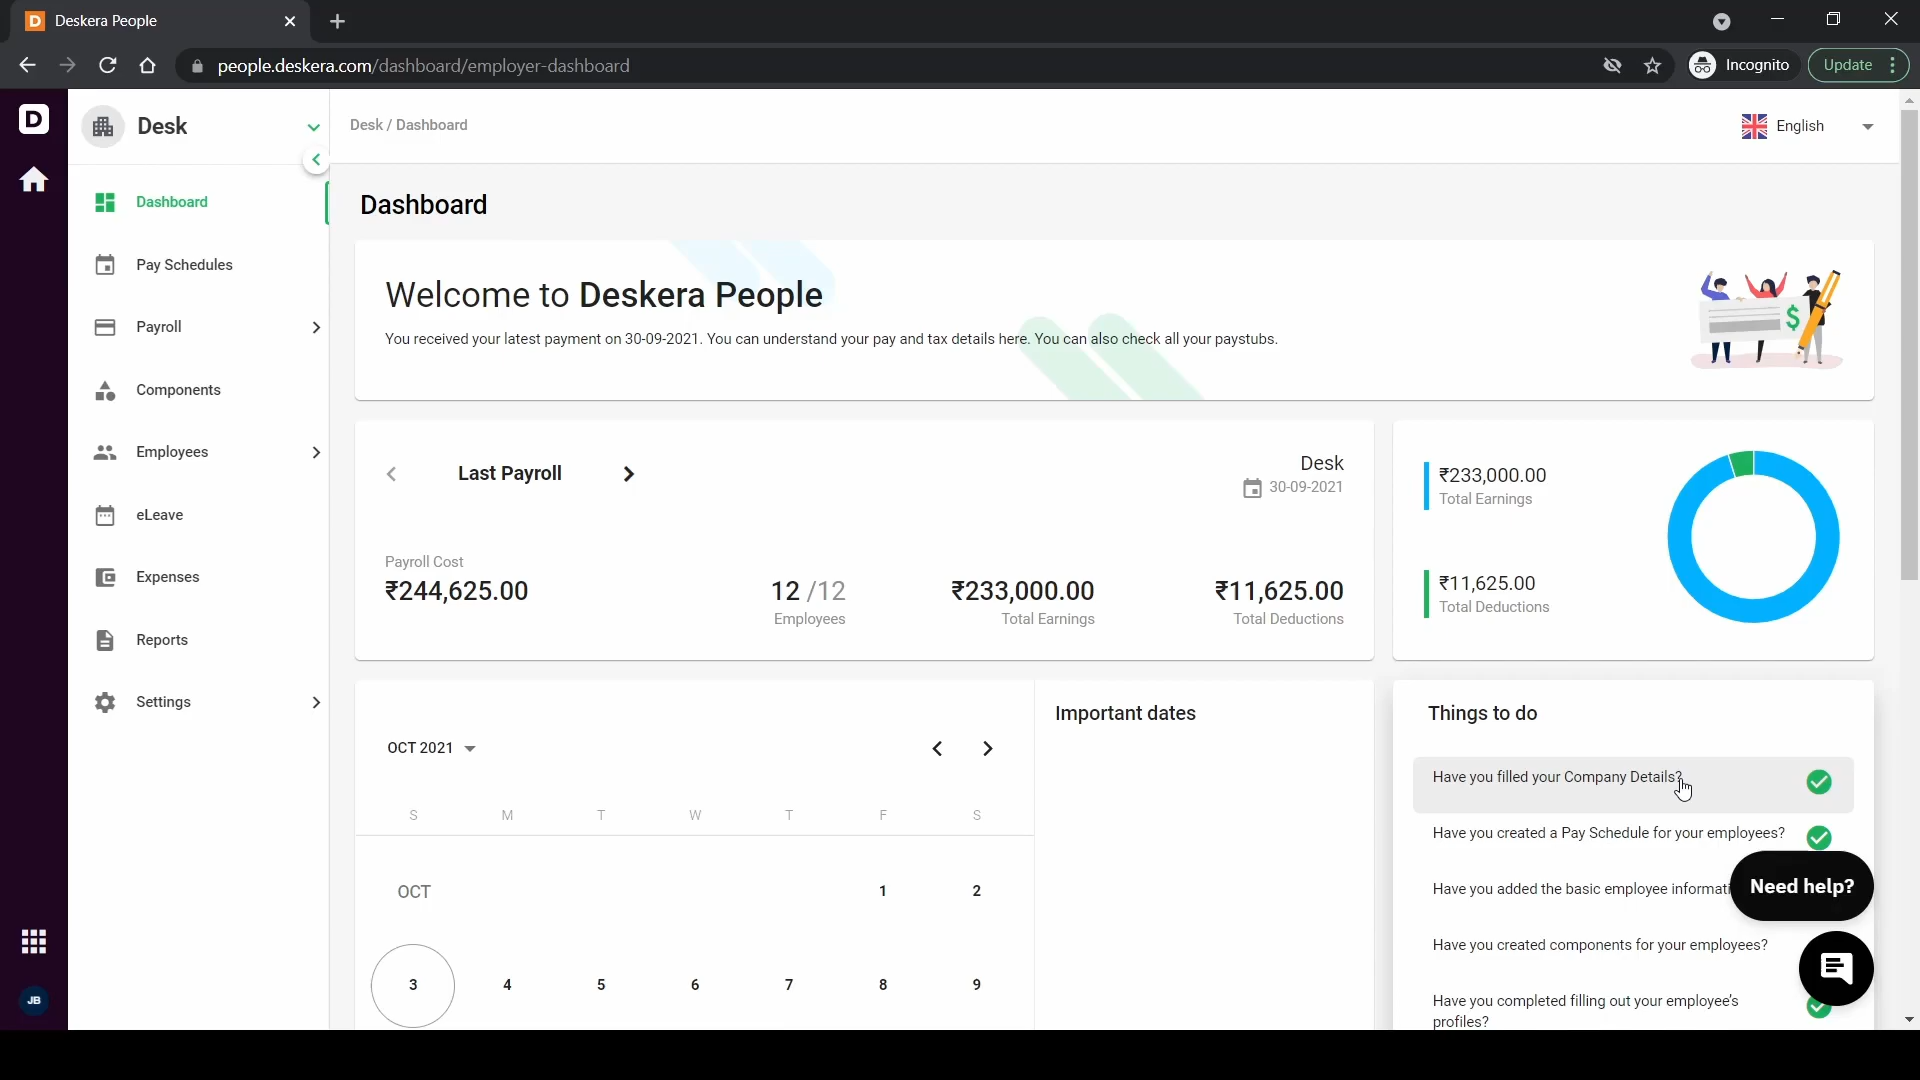 D Deskera People
people.deskera.com/dashboard/employer-dashboard
Incognito
Update
D
Desk
Desk / Dashboard
English
Dashboard
Pay Schedules
Payroll
Components
Employees
eLeave
Expenses
Reports
Settings
JB
Dashboard
Welcome to Deskera People
You received your latest payment on 30-09-2021. You can understand your pay and tax details here. You can also check all your paystubs.
$
Last Payroll
Desk
30-09-2021
Payroll Cost
₹244,625.00
12 /12
Employees
₹233,000.00
Total Earnings
₹11,625.00
Total Deductions
₹233,000.00
Total Earnings
₹11,625.00
Total Deductions
OCT 2021
S M T W T F S
OCT 1 2
3 4 5 6 7 8 9
Important dates
Things to do
Have you filled your Company Details?
Have you created a Pay Schedule for your employees?
Have you added the basic employee
Have you created components for your employees?
Have you completed filling out your employee's
profiles?
Need help?